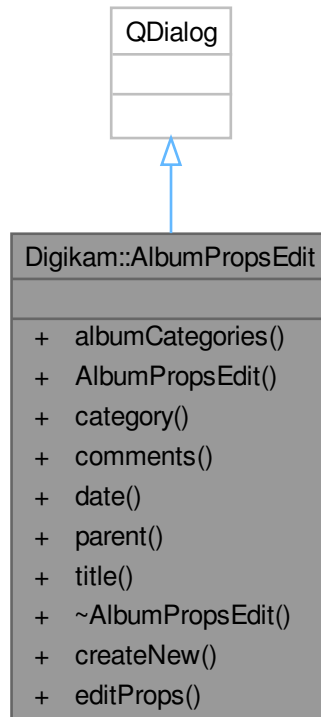 QDialog
Digikam::AlbumPropsEdit
+ albumCategories()
+ AlbumPropsEdit()
+ category()
+ comments()
+ date()
+ parent()
+ title()
+ ~AlbumPropsEdit()
+ createNew()
+ editProps()